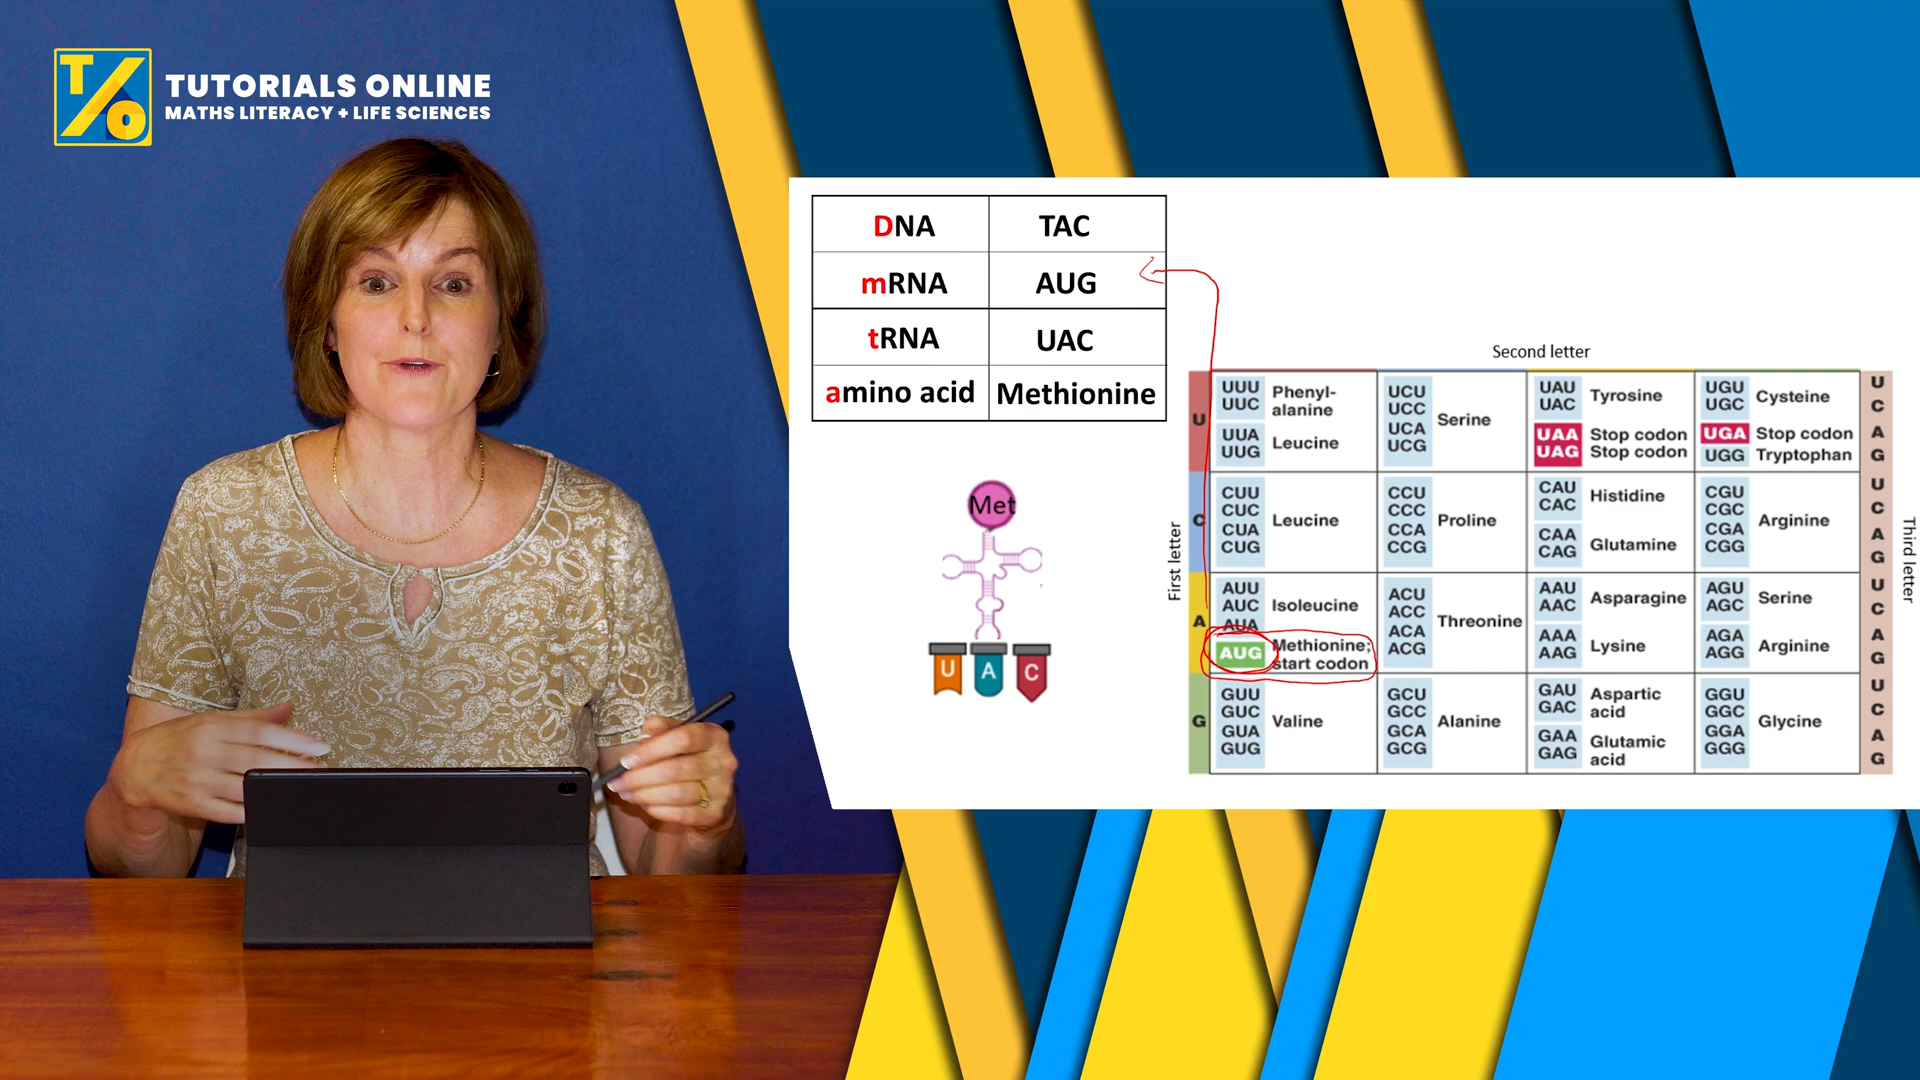 T/O
TUTORIALS ONLINE
MATHS LITERACY + LIFE SCIENCES
DNA TAC
mRNA AUG
tRNA UAC
amino acid Methionine
Met
U A C
Second letter
First letter
Third letter
U
UUU
UUC
Phenyl-
alanine
UUA
UUG
Leucine
UCU
UCC
UCA
UCG
Serine
UAU
UAC
Tyrosine
UAA Stop codon
UAG Stop codon
UGU
UGC
Cysteine
UGA Stop codon
UGG Tryptophan
U
C
A
G
C
CUU
CUC
CUA
CUG
Leucine
CCU
CCC
CCA
CCG
Proline
CAU
CAC
Histidine
CAA
CAG
Glutamine
CGU
CGC
CGA
CGG
Arginine
U
C
A
G
A
AUU
AUC
AUA
Isoleucine
AUG
Methionine;
start codon
ACU
ACC
ACA
ACG
Threonine
AAU
AAC
Asparagine
AAA
AAG
Lysine
AGU
AGC
Serine
AGA
AGG
Arginine
U
C
A
G
G
GUU
GUC
GUA
GUG
Valine
GCU
GCC
GCA
GCG
Alanine
GAU
GAC
Aspartic
acid
GAA
GAG
Glutamic
acid
GGU
GGC
GGA
GGG
Glycine
U
C
A
G